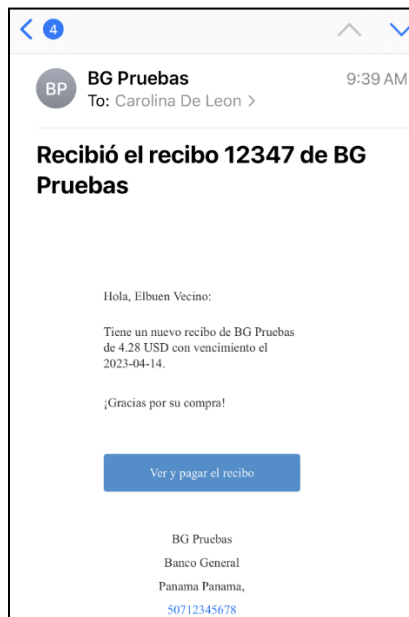 4
BP
BG Pruebas
9:39 AM
To: Carolina De Leon >
Recibió el recibo 12347 de BG
Pruebas
Hola, Elbuen Vecino:
Tiene un nuevo recibo de BG Pruebas
de 4.28 USD con vencimiento el
2023-04-14.
¡Gracias por su compra!
Ver y pagar el recibo
BG Pruebas
Banco General
Panama Panama,
50712345678